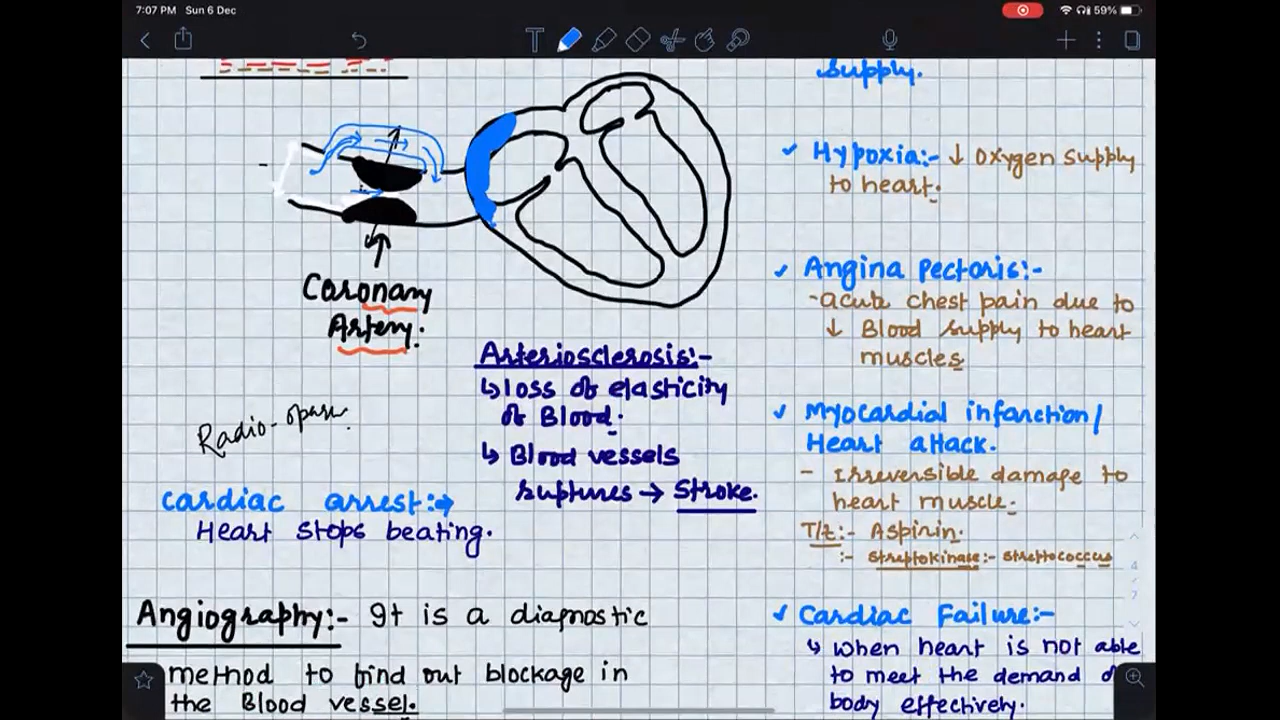 7:07 PM Sun 6 Dec
59%
T
Coronary
Artery.
Arteriosclerosis:-
↳ loss of elasticity
of Blood.
↳ Blood vessels
ruptures → Stroke.
Radio-
Cardiac arrest:→
Heart stops beating.
Angiography:- It is a diagnostic
method to find out blockage in
the Blood vessel.
supply.
✓ Hypoxia:- ↓ Oxygen supply
to heart.
✓ Angina Pectoris:-
-acute chest pain due to
↓ Blood supply to heart
muscles
✓ Myocardial infarction/
Heart attack.
- Irreversible damage to
heart muscle.
T/t:- Aspirin.
:- Streptokinase:- Streptococcus
4
7
✓ Cardiac Failure:-
↳ when heart is not able
to meet the demand
body effectively.